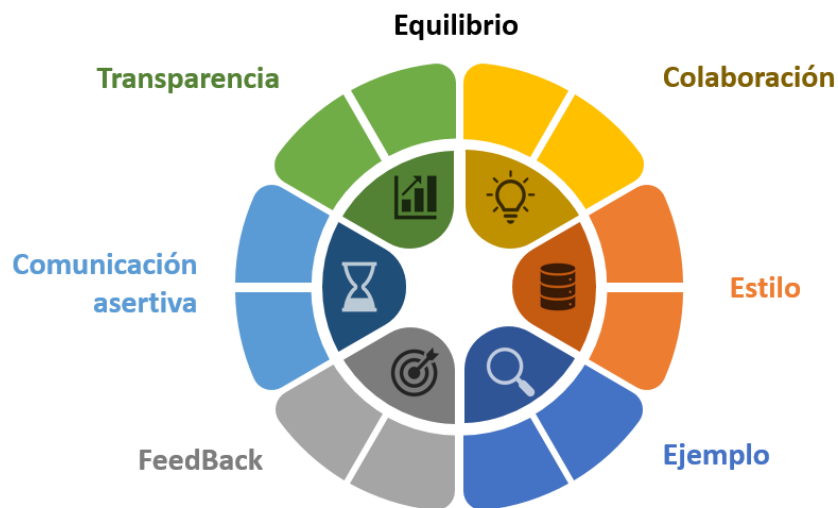 Equilibrio
Transparencia
Colaboración
Comunicación
asertiva
Estilo
FeedBack
Ejemplo